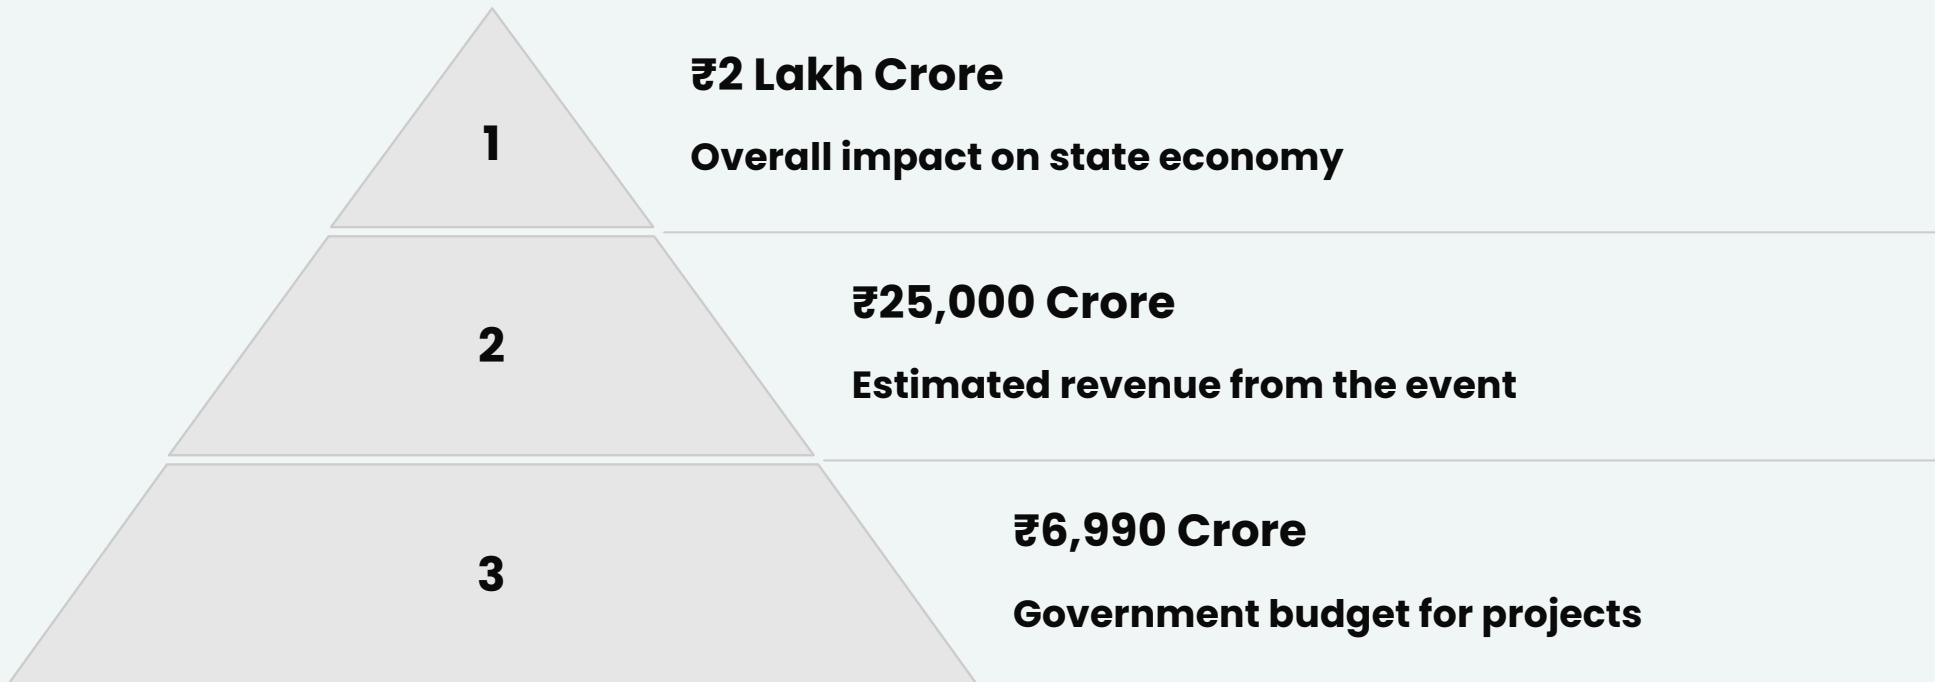 1
₹2 Lakh Crore
Overall impact on state economy
2
₹25,000 Crore
Estimated revenue from the event
3
₹6,990 Crore
Government budget for projects